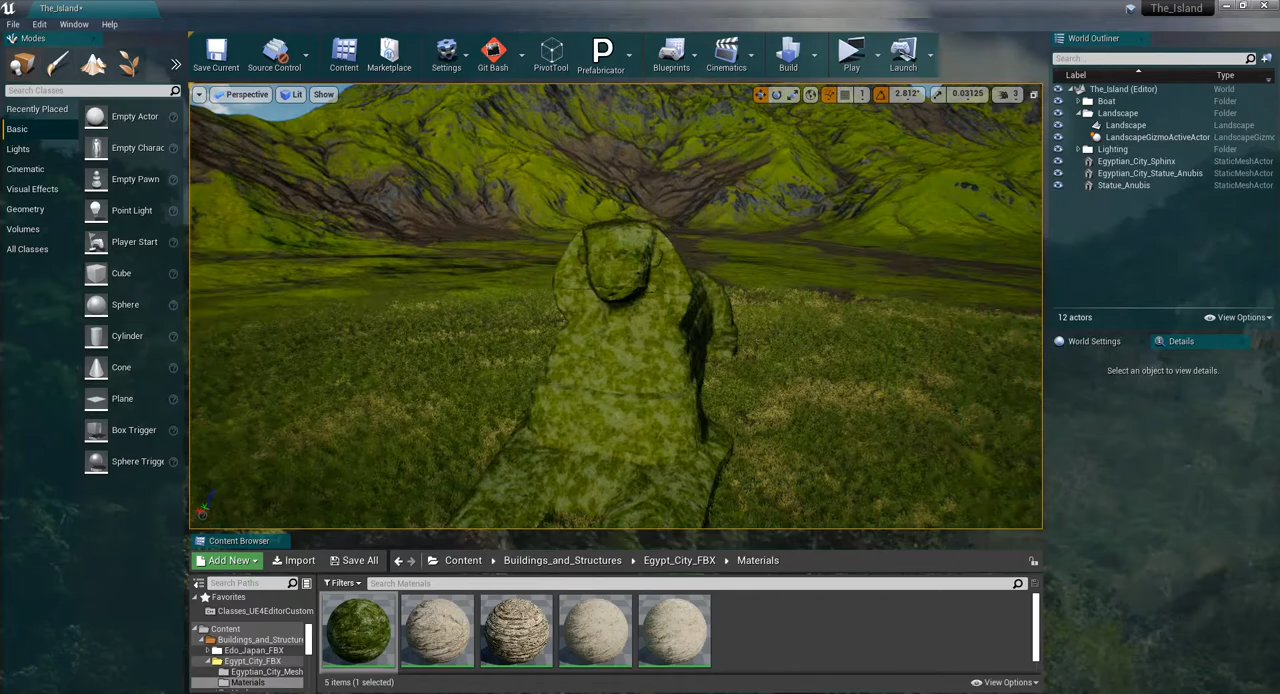 The_Island•
The_Island
File Edit Window Help
Modes
Search Classes
Recently Placed
Basic
Lights
Cinematic
Visual Effects
Geometry
Volumes
All Classes
Empty Actor
Empty Charac
Empty Pawn
Point Light
Player Start
Cube
Sphere
Cylinder
Cone
Plane
Box Trigger
Sphere Trigge
Save Current
Source Control
Content
Marketplace
Settings
Git Bash
PivotTool
Prefabricator
Blueprints
Cinematics
Build
Play
Launch
Perspective Lit Show
1 2.812° 0.03125 3
World Outliner
Search...
Label Type
The_Island (Editor) World
Boat Folder
Landscape Folder
Landscape Landscape
LandscapeGizmoActiveActor LandscapeGizmo
Lighting Folder
Egyptian_City_Sphinx StaticMeshActor
Egyptian_City_Statue_Anubis StaticMeshActor
Statue_Anubis StaticMeshActor
12 actors View Options
World Settings Details
Select an object to view details.
Content Browser
Add New Import Save All Content Buildings_and_Structures Egypt_City_FBX Materials
Search Paths Filters Search Materials
Favorites
Classes_UE4EditorCustom
Content
Buildings_and_Structure
Edo_Japan_FBX
Egypt_City_FBX
Egyptian_City_Mesh
Materials
5 items (1 selected) View Options